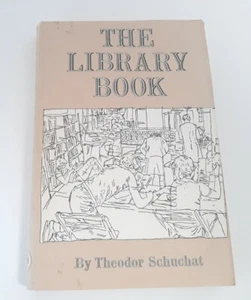 THE
LIBRARY
BOOK
By Theodor Schuchat